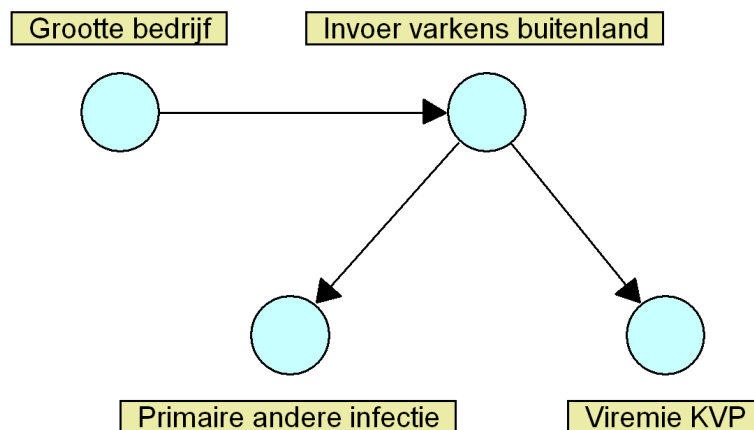 Grootte bedrijf
Invoer varkens buitenland
Primaire andere infectie
Viremie KVP